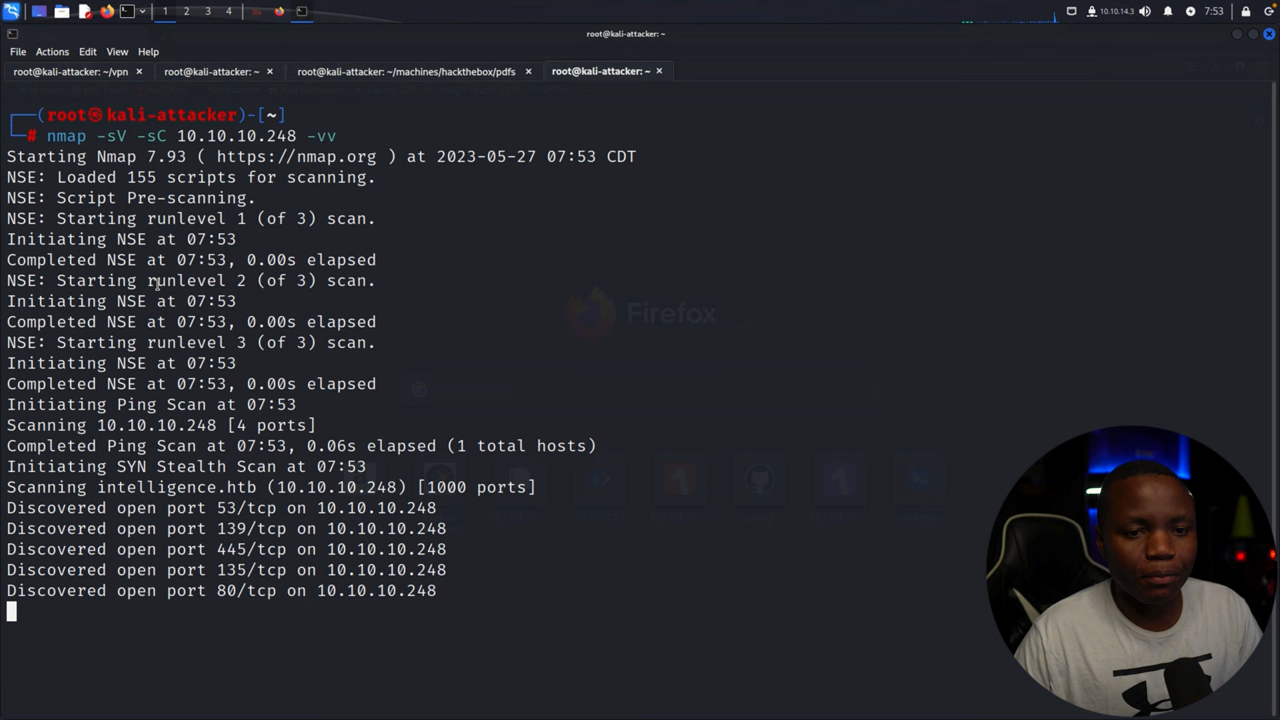 1 2 3 4
10.10.14.3
7:53
root@kali-attacker: ~
File Actions Edit View Help
root@kali-attacker: ~/vpn × root@kali-attacker: ~ × root@kali-attacker: ~/machines/hackthebox/pdfs × root@kali-attacker: ~ ×
┌──(root㉿kali-attacker)-[~]
└─# nmap -sV -sC 10.10.10.248 -vv
Starting Nmap 7.93 ( https://nmap.org ) at 2023-05-27 07:53 CDT
NSE: Loaded 155 scripts for scanning.
NSE: Script Pre-scanning.
NSE: Starting runlevel 1 (of 3) scan.
Initiating NSE at 07:53
Completed NSE at 07:53, 0.00s elapsed
NSE: Starting runlevel 2 (of 3) scan.
Initiating NSE at 07:53
Completed NSE at 07:53, 0.00s elapsed
NSE: Starting runlevel 3 (of 3) scan.
Initiating NSE at 07:53
Completed NSE at 07:53, 0.00s elapsed
Initiating Ping Scan at 07:53
Scanning 10.10.10.248 [4 ports]
Completed Ping Scan at 07:53, 0.06s elapsed (1 total hosts)
Initiating SYN Stealth Scan at 07:53
Scanning intelligence.htb (10.10.10.248) [1000 ports]
Discovered open port 53/tcp on 10.10.10.248
Discovered open port 139/tcp on 10.10.10.248
Discovered open port 445/tcp on 10.10.10.248
Discovered open port 135/tcp on 10.10.10.248
Discovered open port 80/tcp on 10.10.10.248
Firefox